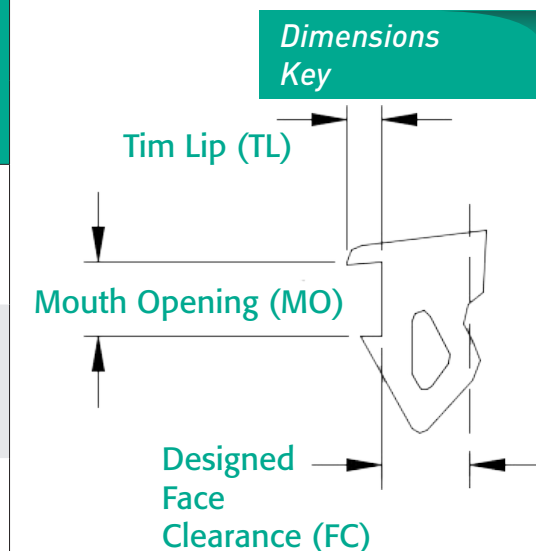 Dimensions
Key
Tim Lip (TL)
Mouth Opening (MO)
Designed
Face
Clearance (FC)